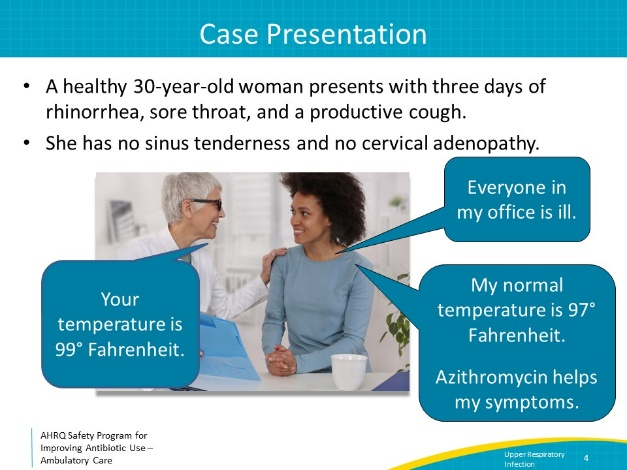 Case Presentation
• A healthy 30-year-old woman presents with three days of
rhinorrhea, sore throat, and a productive cough.
• She has no sinus tenderness and no cervical adenopathy.
Everyone in
my office is ill.
Your
temperature is
99° Fahrenheit.
My normal
temperature is 97°
Fahrenheit.
Azithromycin helps
my symptoms.
AHRQ Safety Program for
Improving Antibiotic Use –
Ambulatory Care
Upper Respiratory
Infection
4